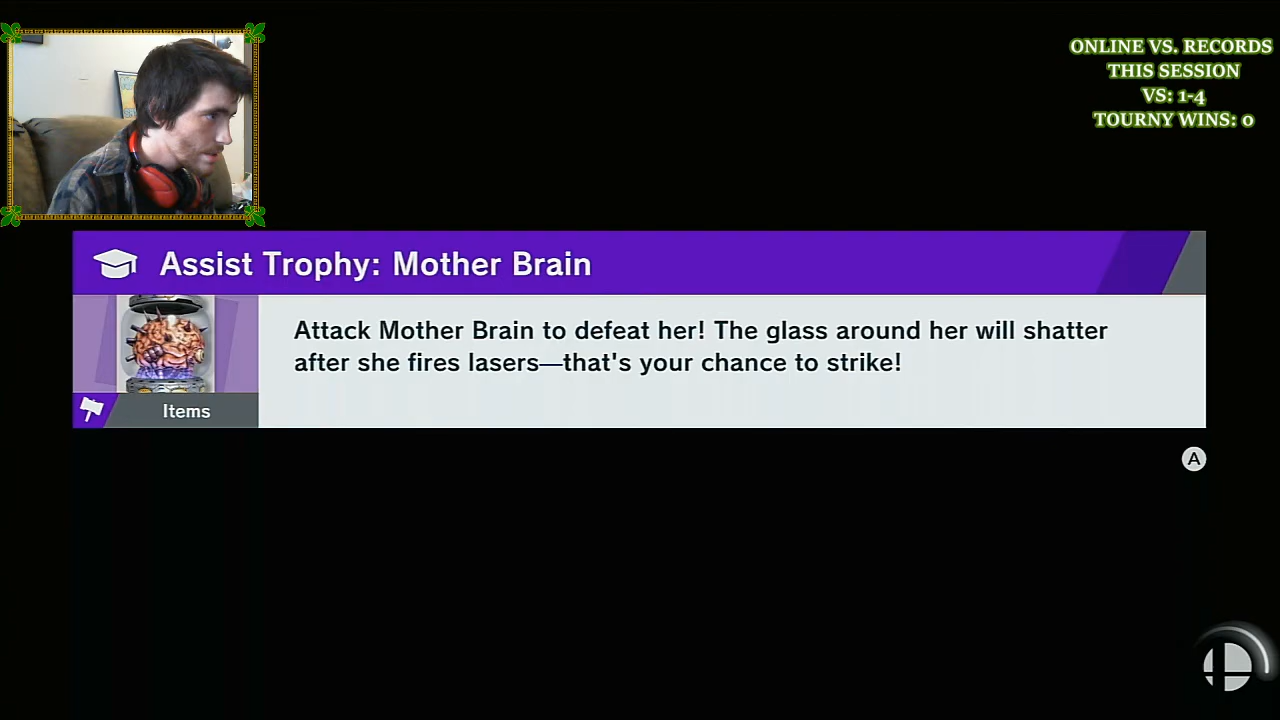 ONLINE VS. RECORDS
THIS SESSION
VS: 1-4
TOURNY WINS: 0
Assist Trophy: Mother Brain
Attack Mother Brain to defeat her! The glass around her will shatter
after she fires lasers—that's your chance to strike!
Items
A